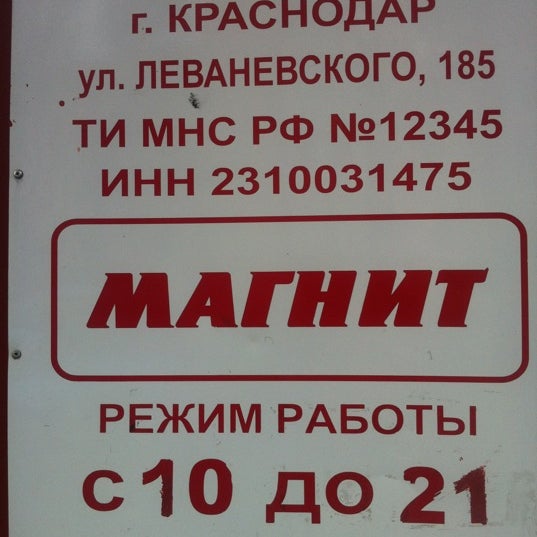 г. КРАСНОДАР
ул. ЛЕВАНЕВСКОГО, 185
ТИ МНС РФ №12345
ИНН 2310031475
МАГНИТ
РЕЖИМ РАБОТЫ
С 10 ДО 21